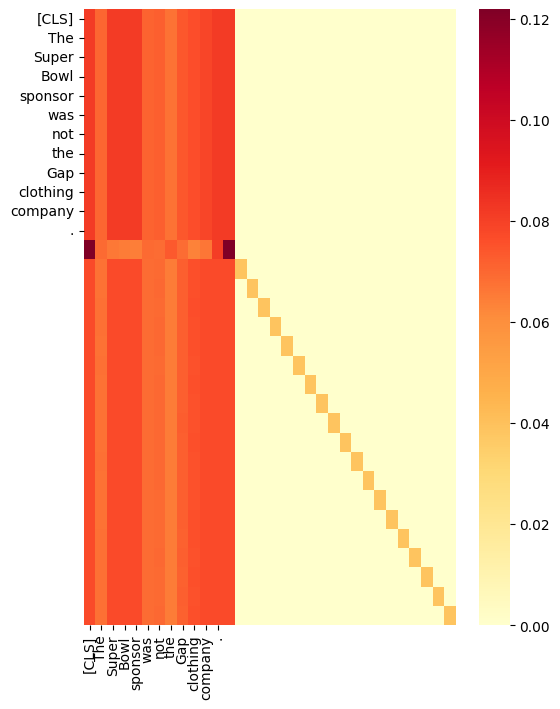 [CLS]
The
Super
Bowl
sponsor
was
not
the
Gap
clothing
company
.
0.12
0.10
0.08
0.06
0.04
0.02
0.00
[CLS]
The
Super
Bowl
sponsor
was
not
the
Gap
clothing
company
.